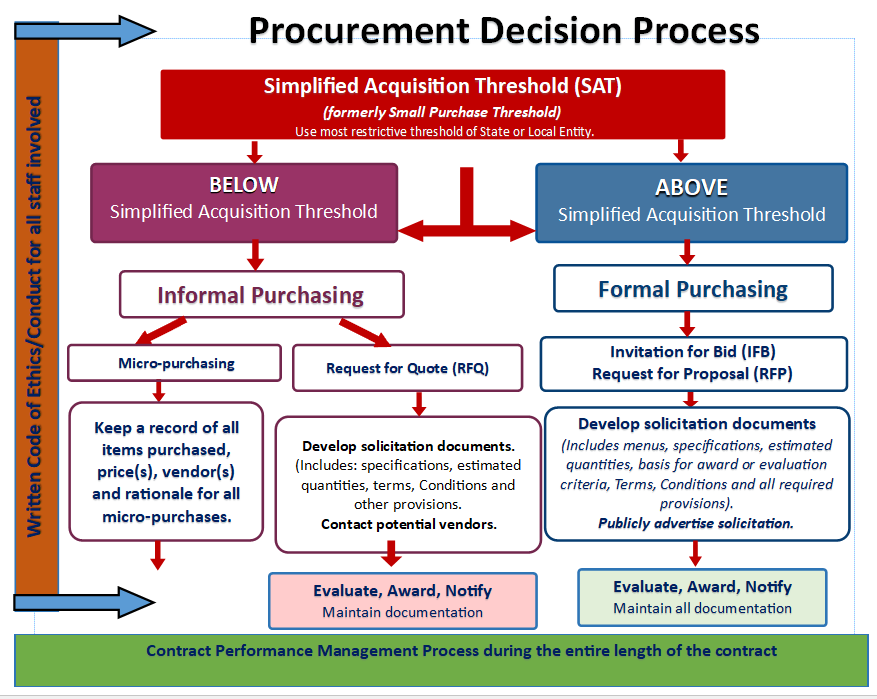 Procurement Decision Process
Written Code of Ethics/Conduct for all staff involved
Simplified Acquisition Threshold (SAT)
(formerly Small Purchase Threshold)
Use most restrictive threshold of State or Local Entity.
BELOW
Simplified Acquisition Threshold
ABOVE
Simplified Acquisition Threshold
Informal Purchasing
Formal Purchasing
Micro-purchasing
Request for Quote (RFQ)
Invitation for Bid (IFB)
Request for Proposal (RFP)
Keep a record of all
items purchased,
price(s), vendor(s)
and rationale for all
micro-purchases.
Develop solicitation documents.
(Includes: specifications, estimated
quantities, terms, Conditions and
other provisions.
Contact potential vendors.
Develop solicitation documents
(Includes menus, specifications, estimated
quantities, basis for award or evaluation
criteria, Terms, Conditions and all required
provisions).
Publicly advertise solicitation.
Evaluate, Award, Notify
Maintain documentation
Evaluate, Award, Notify
Maintain all documentation
Contract Performance Management Process during the entire length of the contract